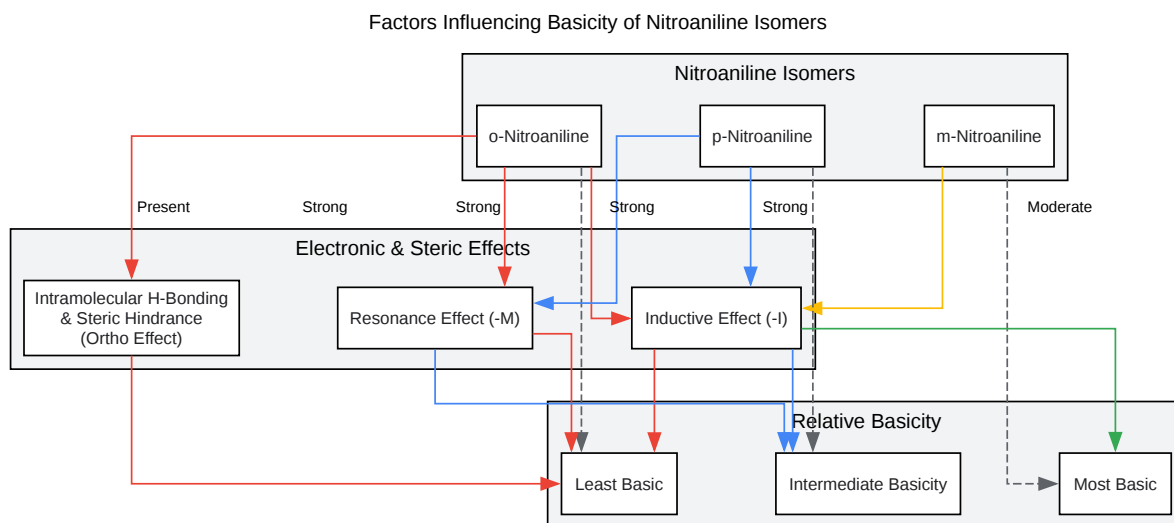 Factors Influencing Basicity of Nitroaniline Isomers
Nitroaniline Isomers
o-Nitroaniline
p-Nitroaniline
m-Nitroaniline
Present
Strong
Strong
Strong
Strong
Moderate
Electronic & Steric Effects
Intramolecular H-Bonding
& Steric Hindrance
(Ortho Effect)
Resonance Effect (-M)
Inductive Effect (-I)
Relative Basicity
Least Basic
Intermediate Basicity
Most Basic